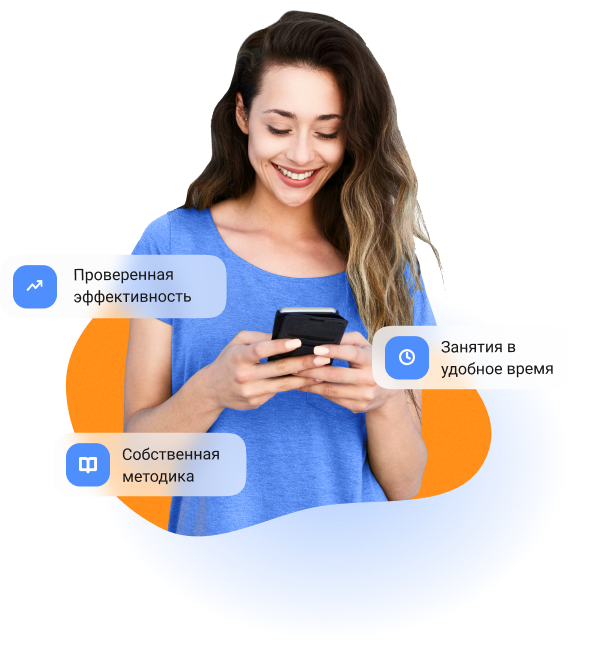 Проверенная
эффективность
Занятия в
удобное время
Собственная
методика